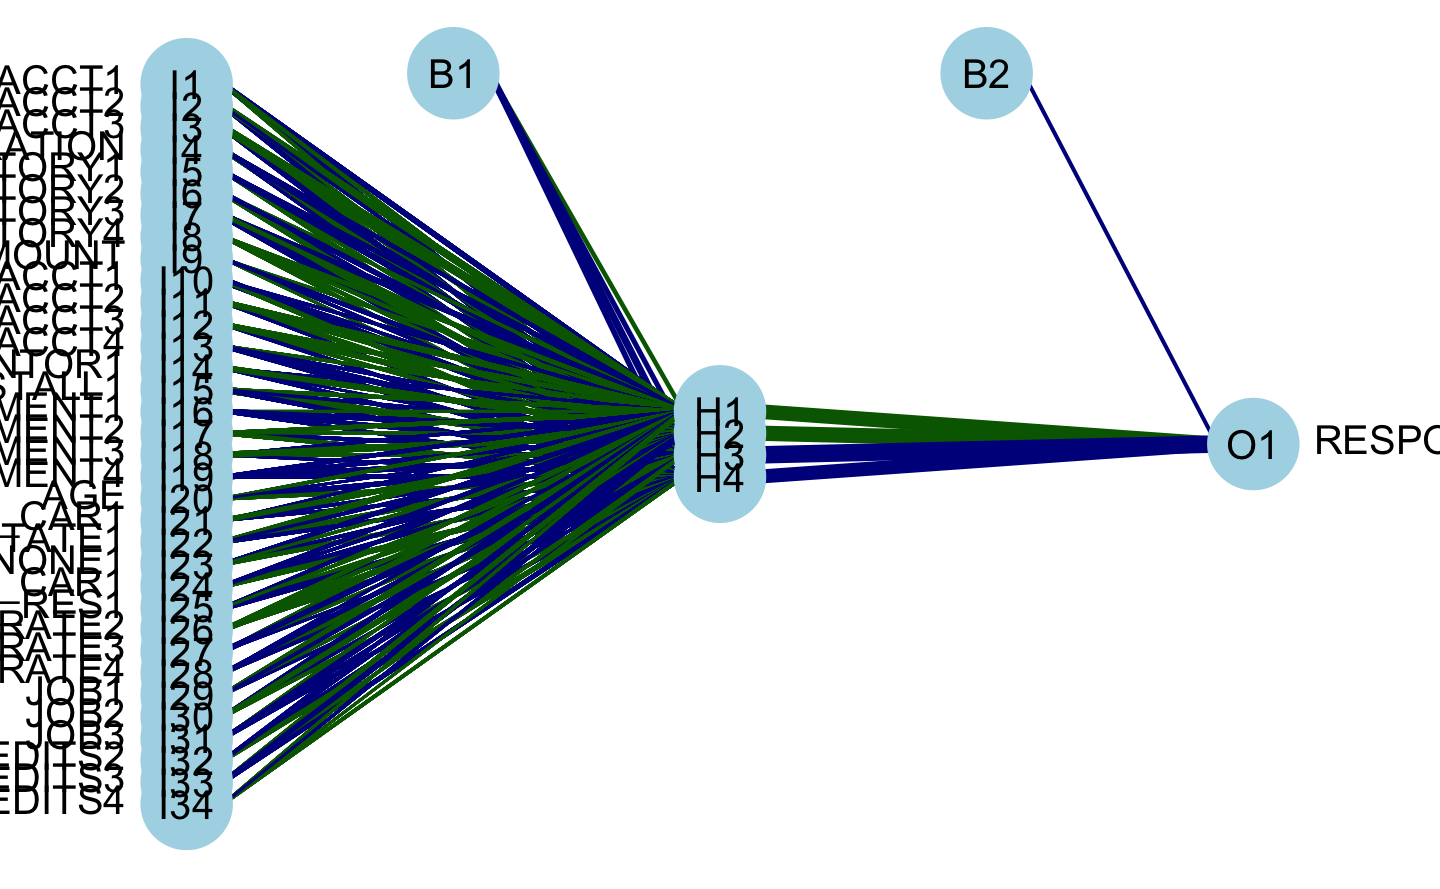 B1
B2
ACCT1 I1
ACCT2 I2
ACCT3 I3
ATION I4
TORY1 I5
TORY2 I6
TORY3 I7
TORY4 I8
MOUNT I9
ACCT1 I10
ACCT2 I11
ACCT3 I12
ACCT4 I13
NTOR1 I14
STALL1 I15
MENT1 I16
MENT2 I17
MENT3 I18
MENT4 I19
AGE I20
CAR1 I21
TATE1 I22
NONE1 I23
CAR1 I24
_RES1 I25
RATE2 I26
RATE3 I27
RATE4 I28
JOB1 I29
JOB2 I30
JOB3 I31
EDITS2 I32
EDITS3 I33
EDITS4 I34
H1
H2
H3
H4
O1 RESPO